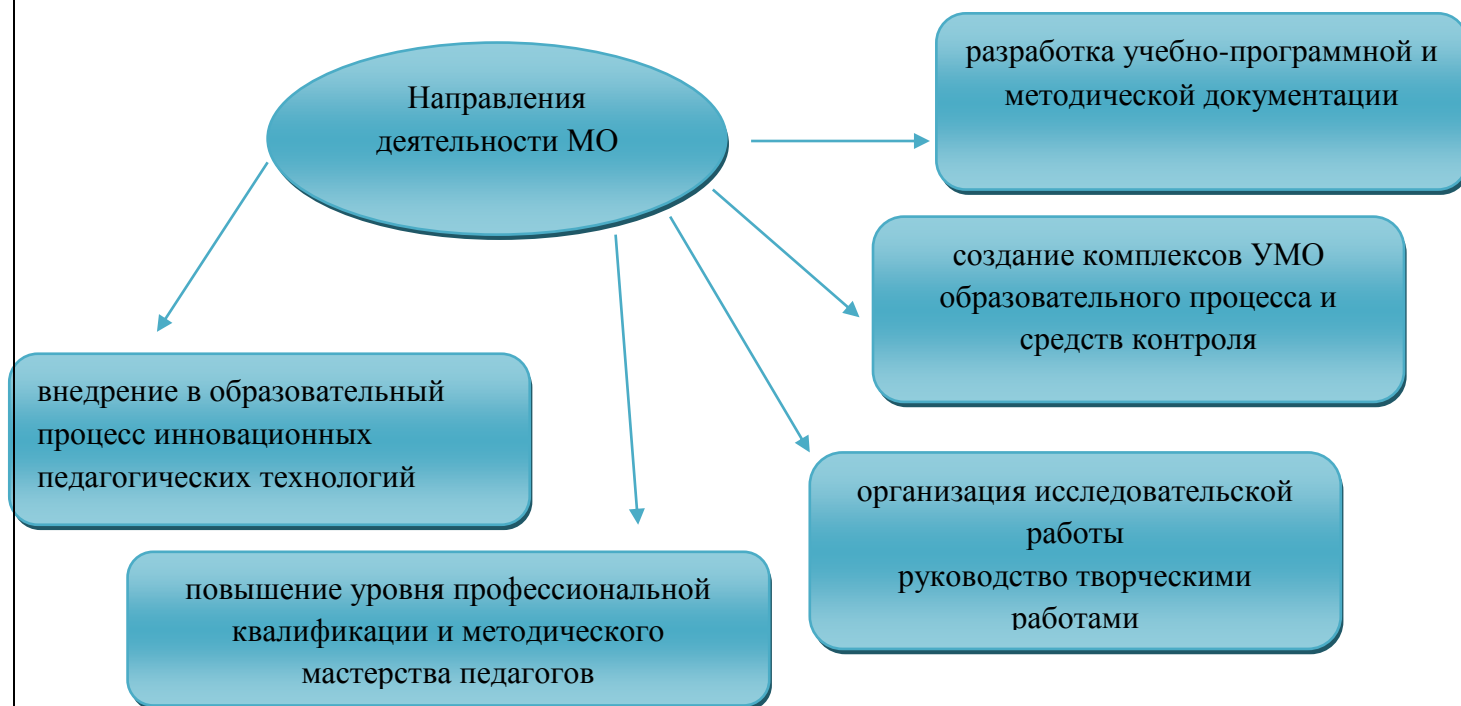 Направления
деятельности МО
разработка учебно-программной и
методической документации
создание комплексов УМО
образовательного процесса и
средств контроля
внедрение в образовательный
процесс инновационных
педагогических технологий
организация исследовательской
работы
руководство творческими
работами
повышение уровня профессиональной
квалификации и методического
мастерства педагогов